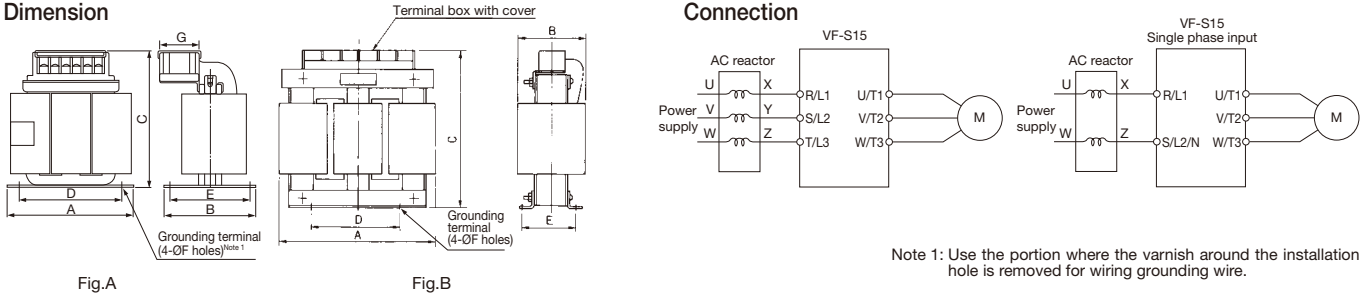 Dimension
Terminal box with cover
G
C
D
A
E
B
Grounding terminal
(4-ØF holes)Note 1
Fig.A
B
C
D
A
E
Grounding
terminal
(4-ØF holes)
Fig.B
Connection
VF-S15
AC reactor
U
X
R/L1
U/T1
Power
supply
V
Y
S/L2
V/T2
M
W
Z
T/L3
W/T3
VF-S15
Single phase input
AC reactor
U
X
R/L1
U/T1
Power
supply
V/T2
M
W
Z
S/L2/N
W/T3
Note 1: Use the portion where the varnish around the installation
hole is removed for wiring grounding wire.